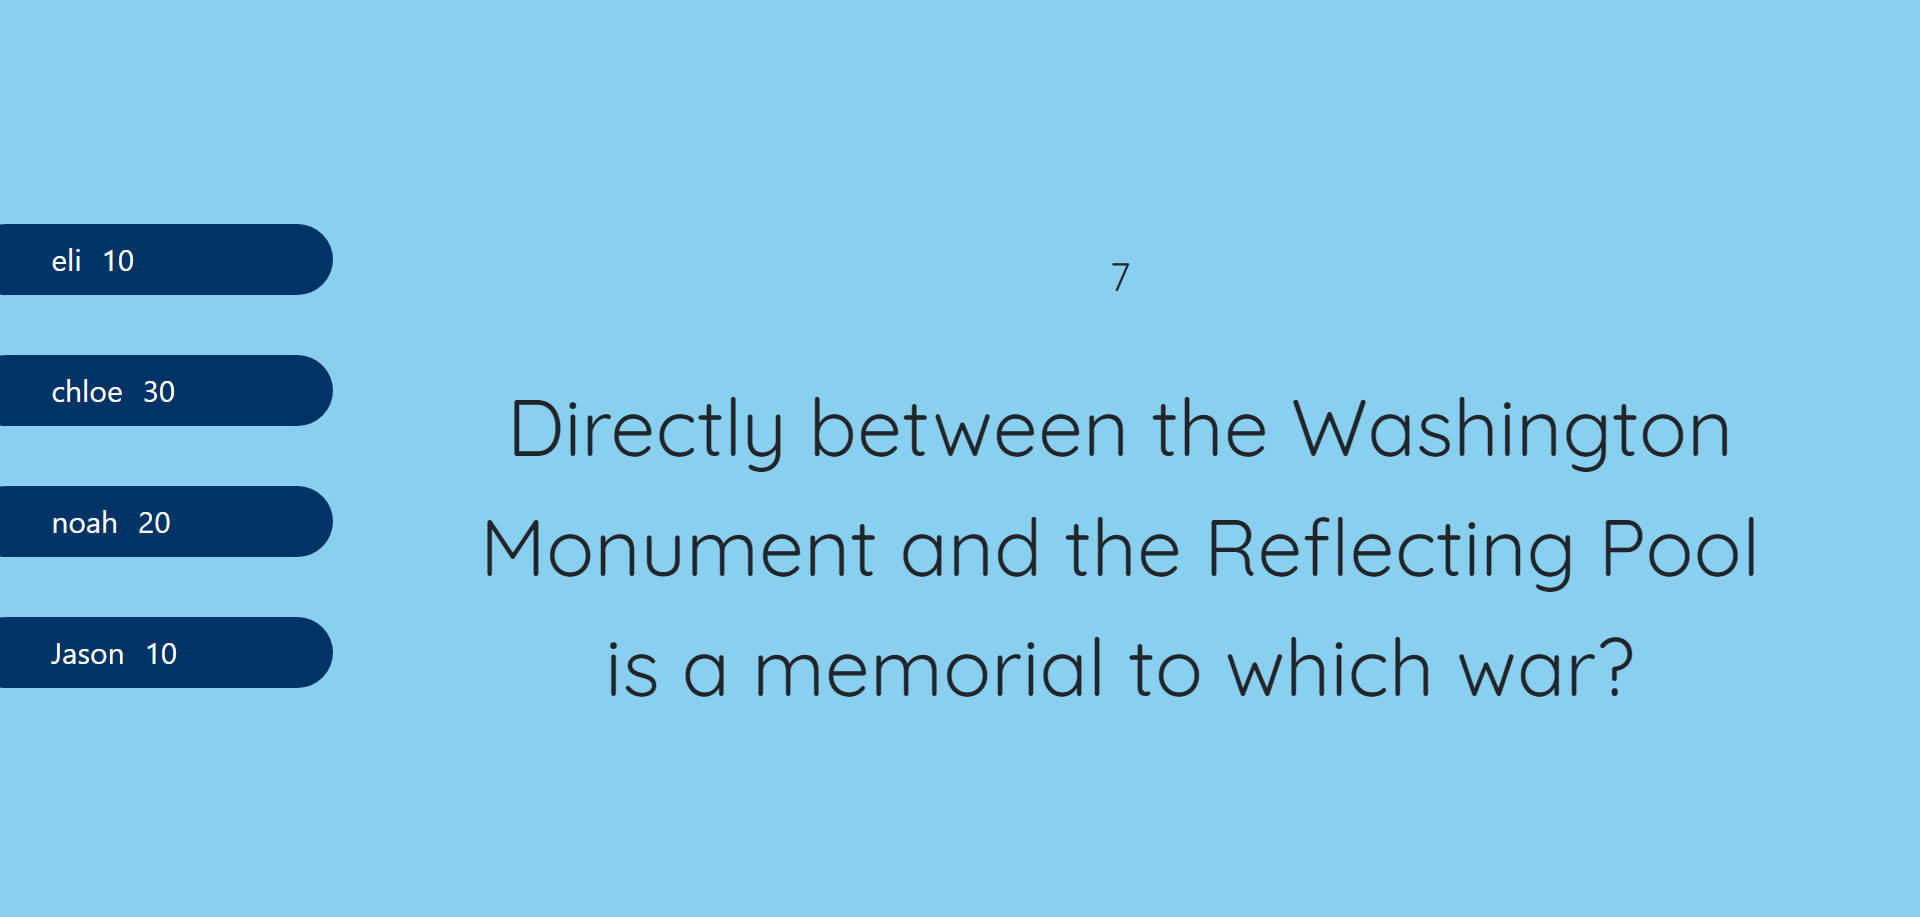 eli 10
chloe 30
noah 20
Jason 10
7
Directly between the Washington
Monument and the Reflecting Pool
is a memorial to which war?